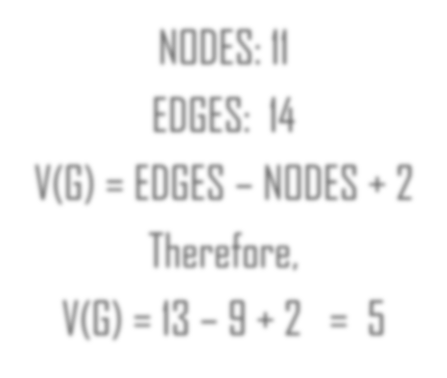 NODES: 11
EDGES: 14
V(G) = EDGES – NODES + 2
Therefore,
V(G) = 13 – 9 + 2 = 5